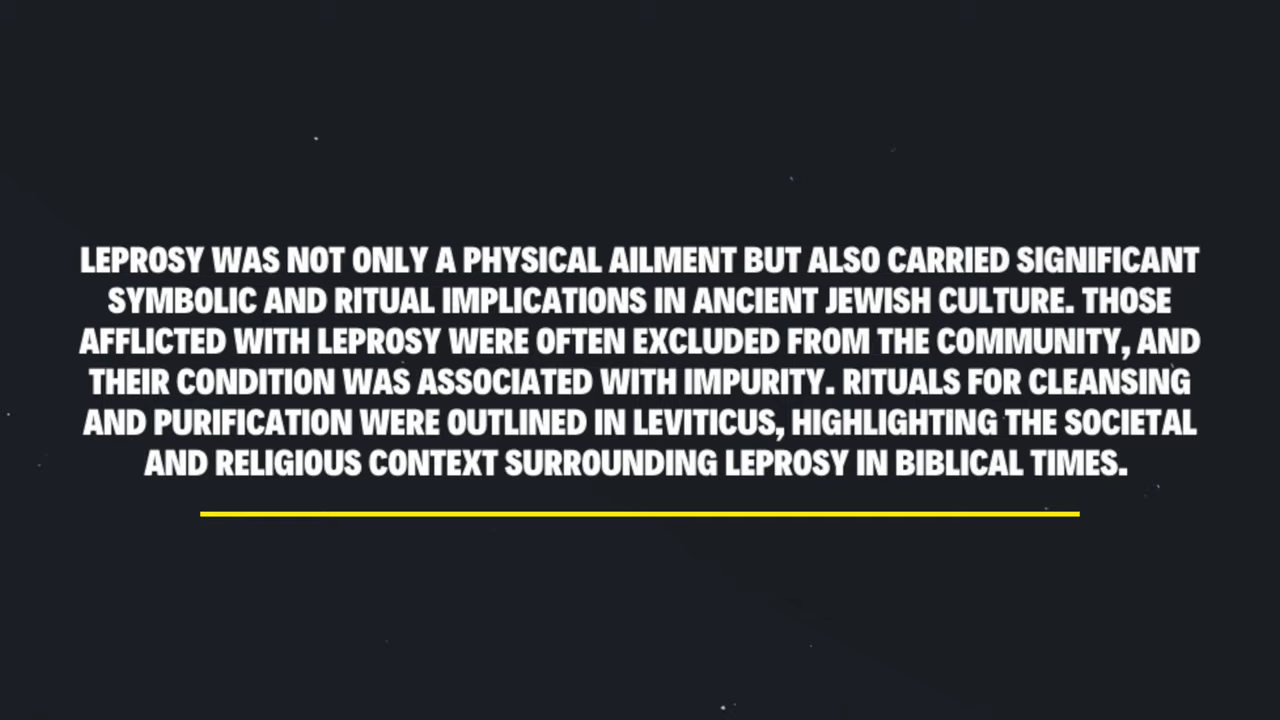 LEPROSY WAS NOT ONLY A PHYSICAL AILMENT BUT ALSO CARRIED SIGNIFICANT
SYMBOLIC AND RITUAL IMPLICATIONS IN ANCIENT JEWISH CULTURE. THOSE
AFFLICTED WITH LEPROSY WERE OFTEN EXCLUDED FROM THE COMMUNITY, AND
THEIR CONDITION WAS ASSOCIATED WITH IMPURITY. RITUALS FOR CLEANSING
AND PURIFICATION WERE OUTLINED IN LEVITICUS, HIGHLIGHTING THE SOCIETAL
AND RELIGIOUS CONTEXT SURROUNDING LEPROSY IN BIBLICAL TIMES.